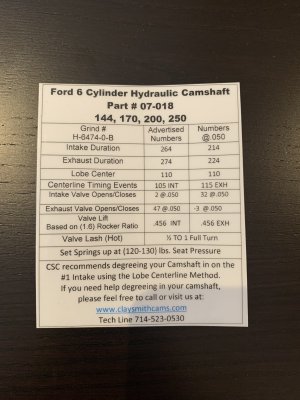 Ford 6 Cylinder Hydraulic Camshaft
Part # 07-018
144, 170, 200, 250
Grind # H-6474-0-B Advertised Numbers Numbers @.050
Intake Duration 264 214
Exhaust Duration 274 224
Lobe Center 110 110
Centerline Timing Events 105 INT 115 EXH
Intake Valve Opens/Closes 2 @.050 32 @.050
Exhaust Valve Opens/Closes 47 @.050 -3 @.050
Valve Lift Based on (1.6) Rocker Ratio .456 INT .456 EXH
Valve Lash (Hot) ½ TO 1 Full Turn
Set Springs up at (120-130) lbs. Seat Pressure
CSC recommends degreeing your Camshaft in on the
#1 Intake using the Lobe Centerline Method.
If you need help degreeing in your camshaft,
please feel free to call or visit us at:
www.claysmithcams.com
Tech Line 714-523-0530